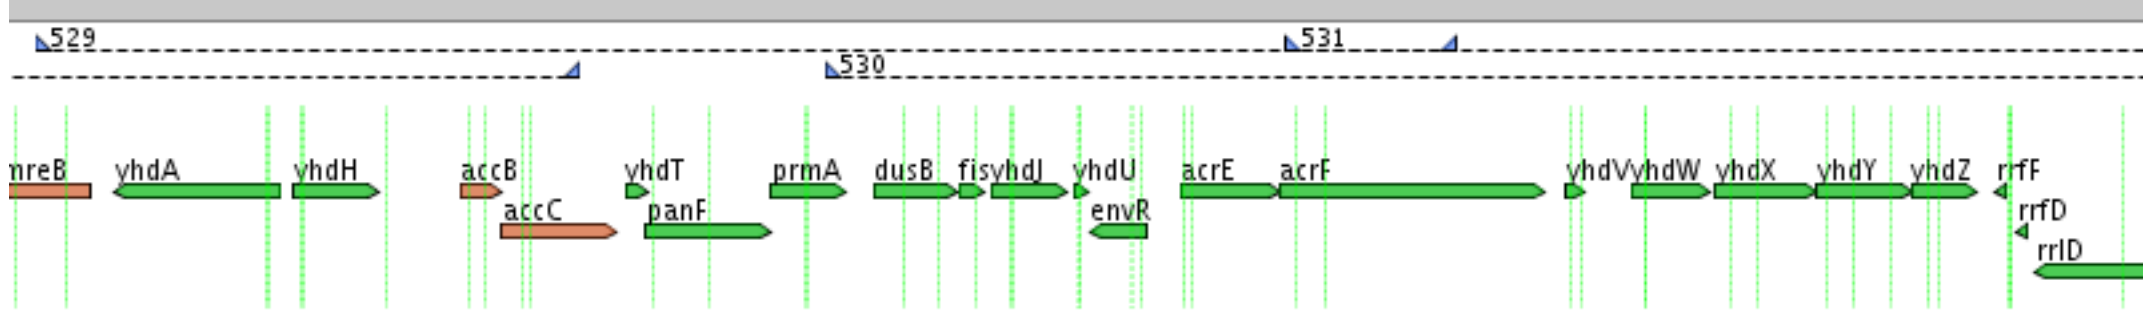 529 531
530
mreB yhdA yhdH accB yhdT prmA dusB fis yhdJ yhdU acrE acrF yhdV yhdW yhdX yhdY yhdZ rrfF
accC panF envR rrfD
rrlD